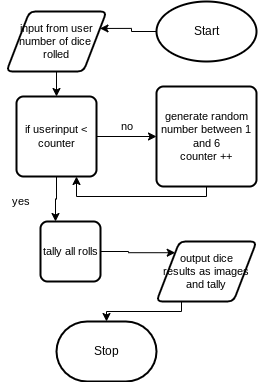 Start
input from user
number of dice
rolled
if userinput <
counter
no
generate random
number between 1
and 6
counter ++
yes
tally all rolls
output dice
results as images
and tally
Stop